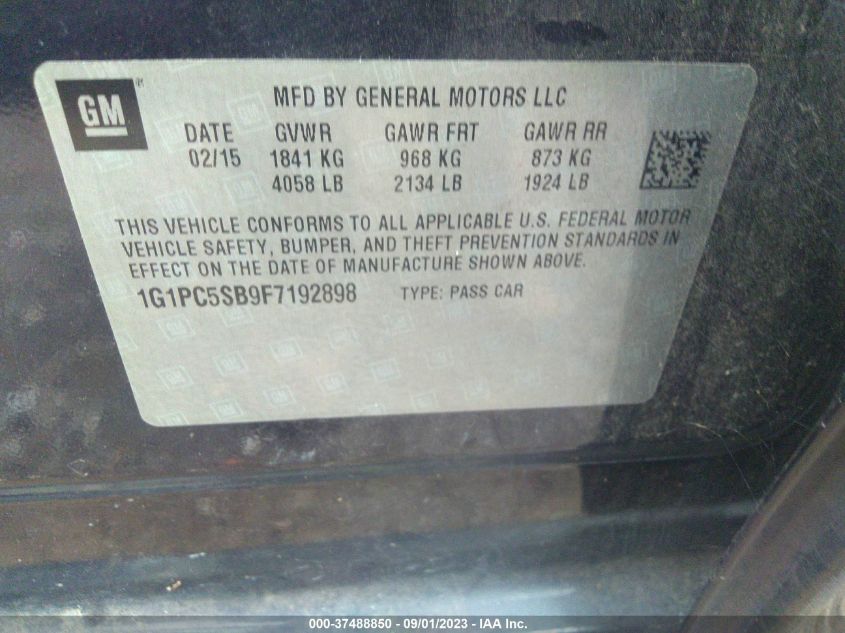 GM
MFD BY GENERAL MOTORS LLC
DATE GVWR GAWR FRT GAWR RR
02/15 1841 KG 968 KG 873 KG
4058 LB 2134 LB 1924 LB
THIS VEHICLE CONFORMS TO ALL APPLICABLE U.S. FEDERAL MOTOR
VEHICLE SAFETY, BUMPER, AND THEFT PREVENTION STANDARDS IN
EFFECT ON THE DATE OF MANUFACTURE SHOWN ABOVE.
1G1PC5SB9F7192898 TYPE: PASS CAR
000-37488850 - 09/01/2023 - IAA Inc.